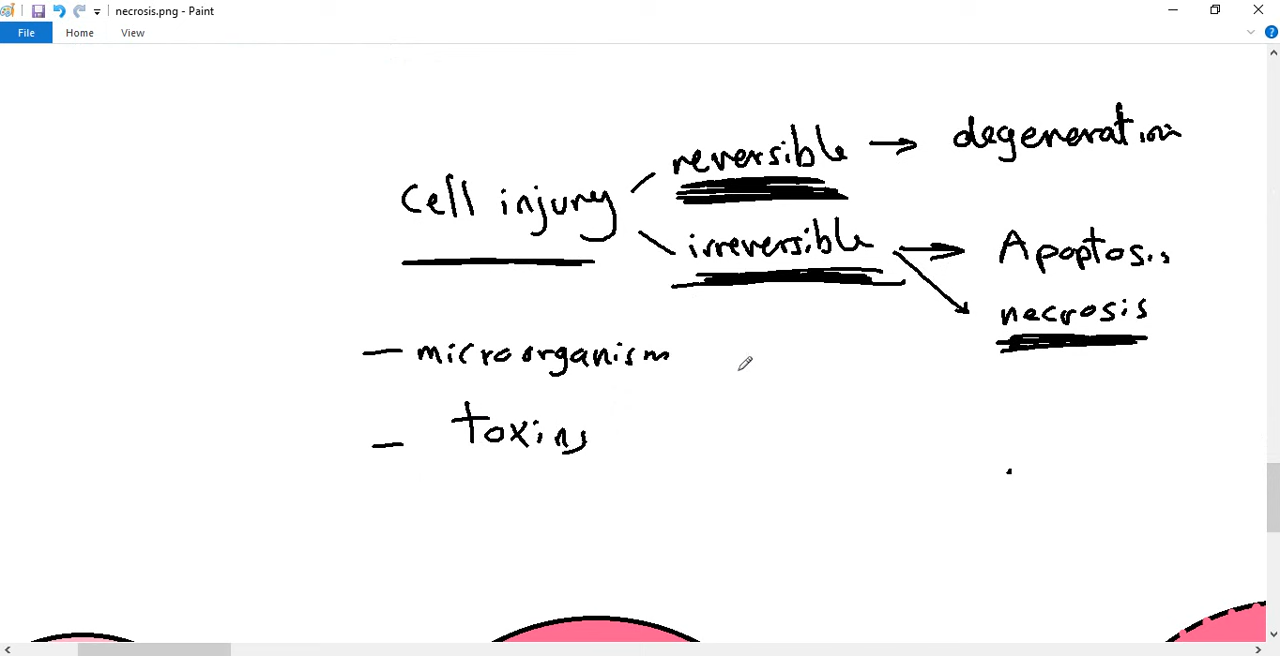 necrosis.png - Paint
File Home View
reversible → degeneration
Cell injury
irreversible → Apoptosis
necrosis
— microorganism
— toxins